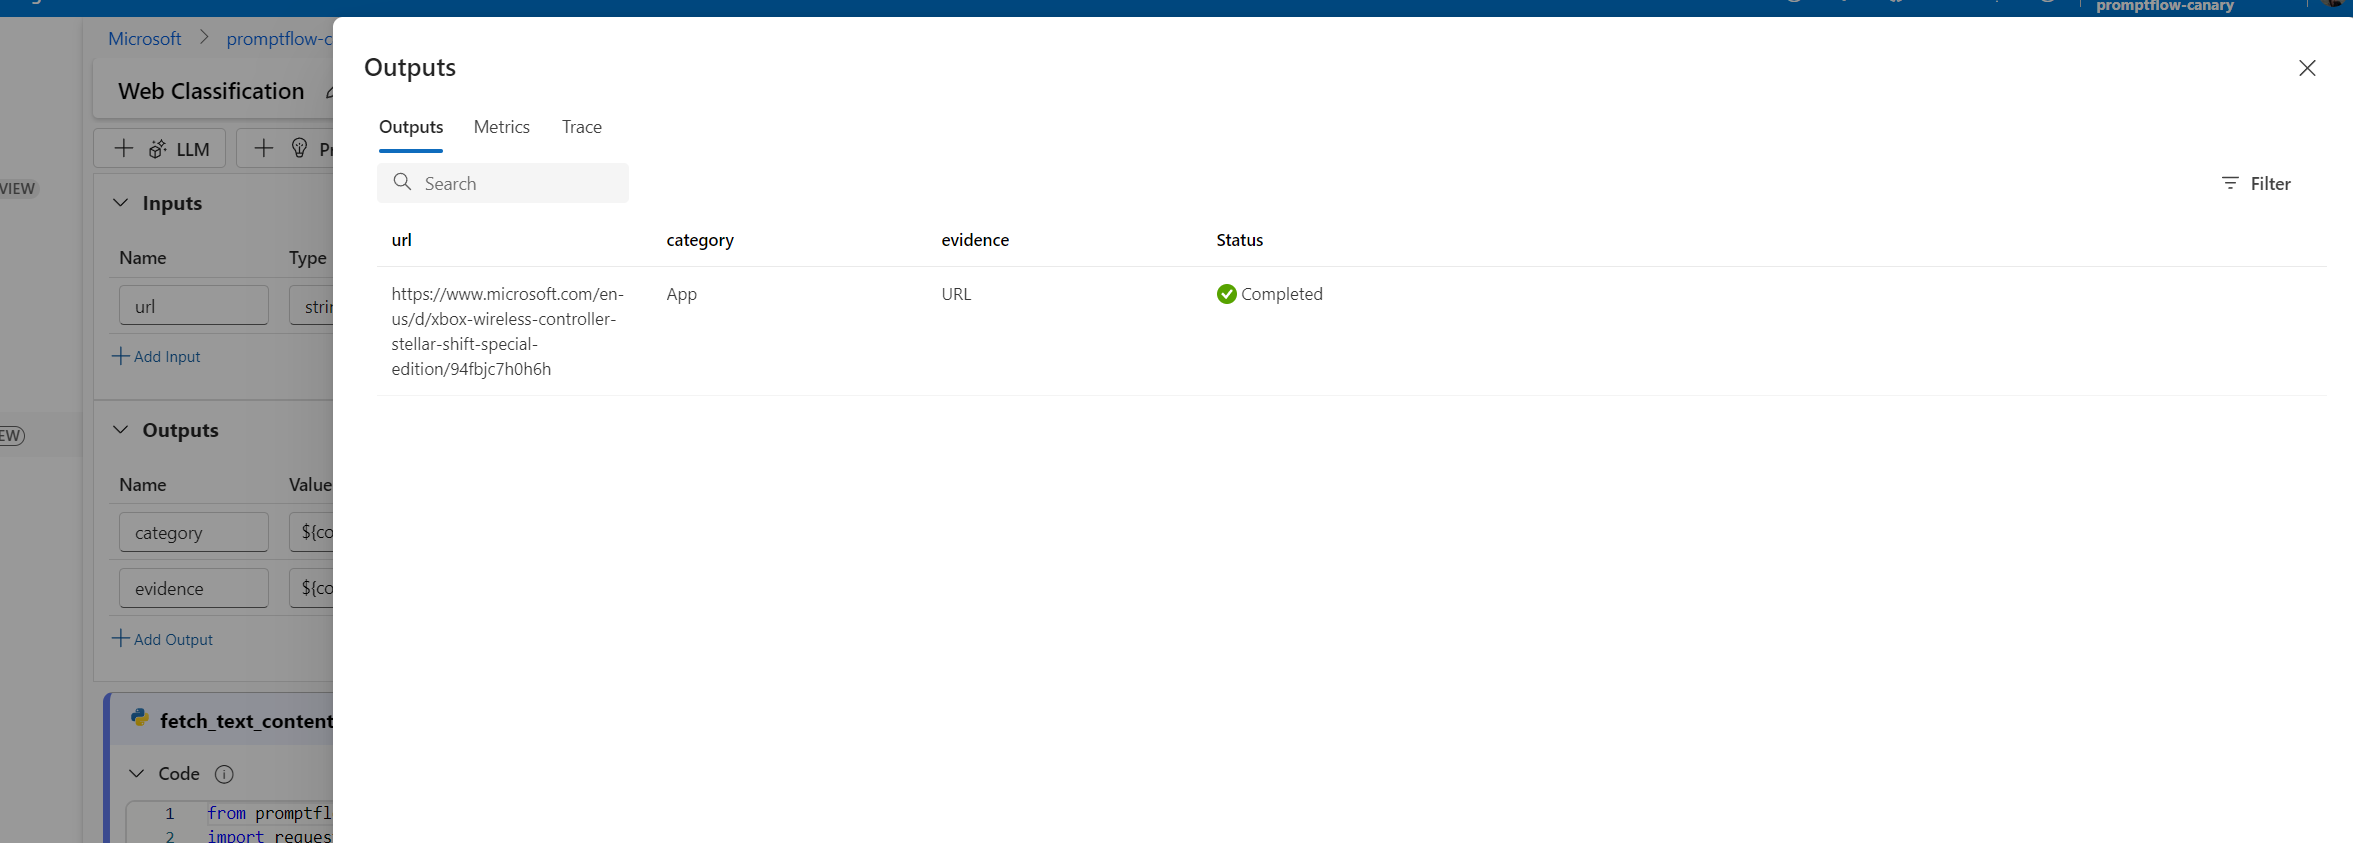 promptflow-canary
Microsoft > promptflow-c
Web Classification
LLM
Pr
VIEW
Inputs
Name Type
url strin
Add Input
EW
Outputs
Name Value
category ${co
evidence ${co
Add Output
fetch_text_content
Code
1 from promptfl
2 import reques
Outputs
Outputs Metrics Trace
Search
Filter
url category evidence Status
https://www.microsoft.com/en- App URL Completed
us/d/xbox-wireless-controller-
stellar-shift-special-
edition/94fbjc7h0h6h